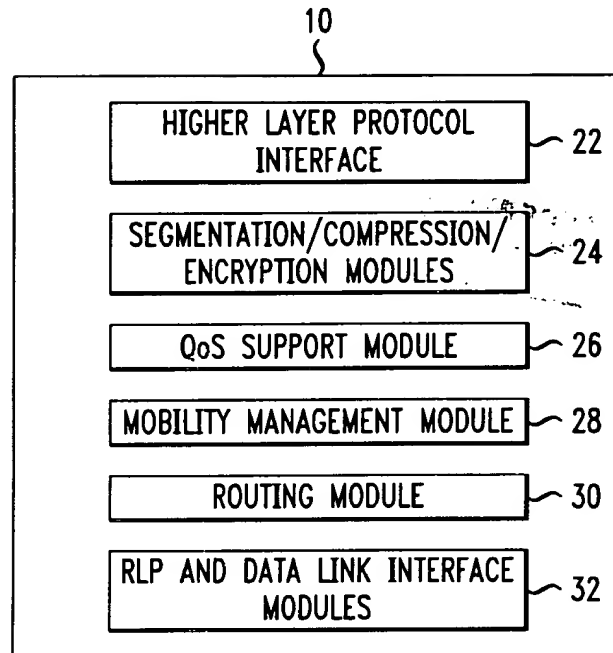 10
HIGHER LAYER PROTOCOL
INTERFACE
22
SEGMENTATION/COMPRESSION/
ENCRYPTION MODULES
24
QoS SUPPORT MODULE
26
MOBILITY MANAGEMENT MODULE
28
ROUTING MODULE
30
RLP AND DATA LINK INTERFACE
MODULES
32